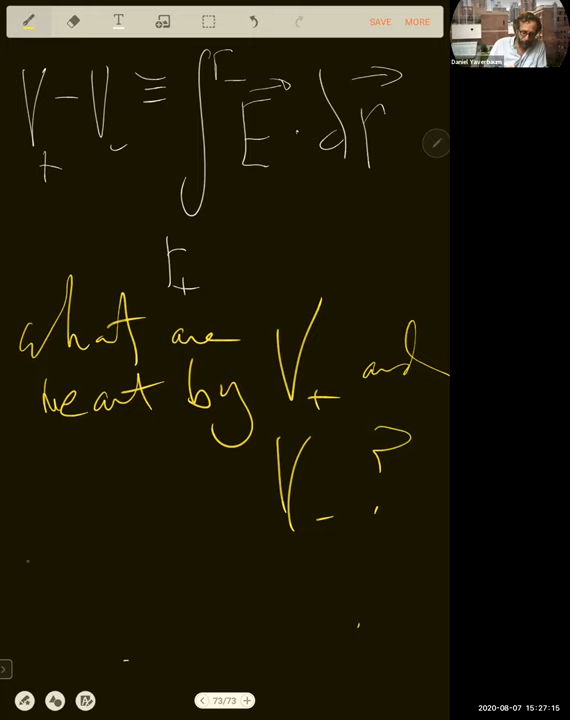 T SAVE MORE
Daniel Yaverbaum
V₊ - V₋ ≡ ∫ r₋ E⃗ · dr⃗
r₊
what are V₊ and
meant by
V₋ ?
73/73
2020-08-07 15:27:15